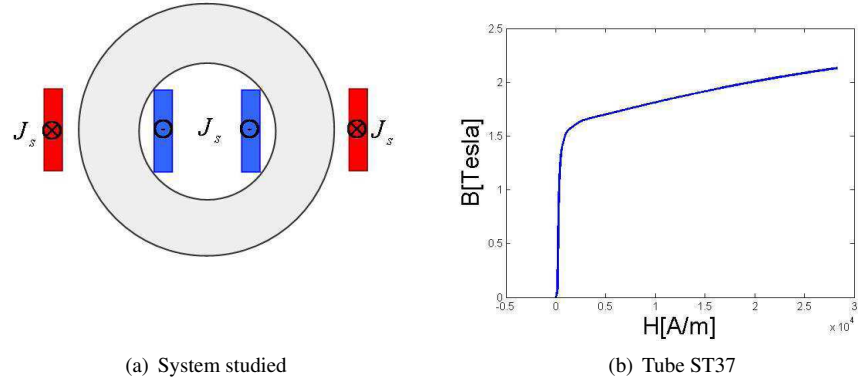 J_s ⊗ ⊙ J_s ⊙ ⊗ J_s
(a) System studied
2.5
2
1.5
1
0.5
0
B[Tesla]
-0.5 0 0.5 1 1.5 2 2.5 3
x 10^4
H[A/m]
(b) Tube ST37